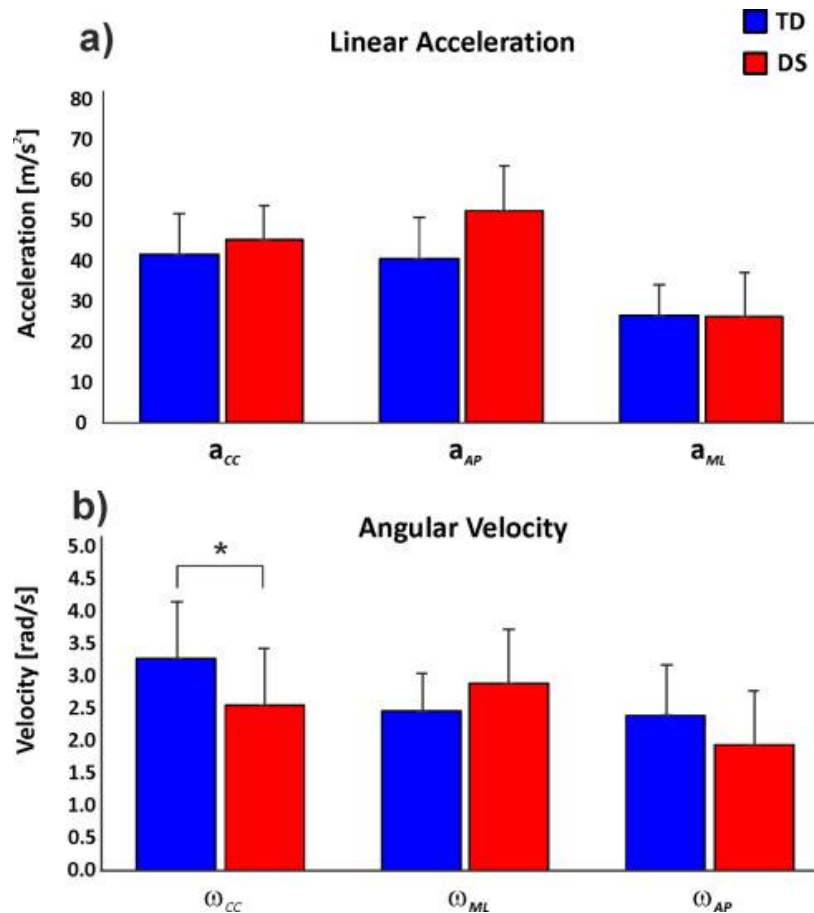 a) Linear Acceleration
TD
DS
Acceleration [m/s²]
80
70
60
50
40
30
20
10
0
aCC aAP aML
b) Angular Velocity
Velocity [rad/s]
5.0
4.5
4.0
3.5
3.0
2.5
2.0
1.5
1.0
0.5
0.0
*
ωCC ωML ωAP